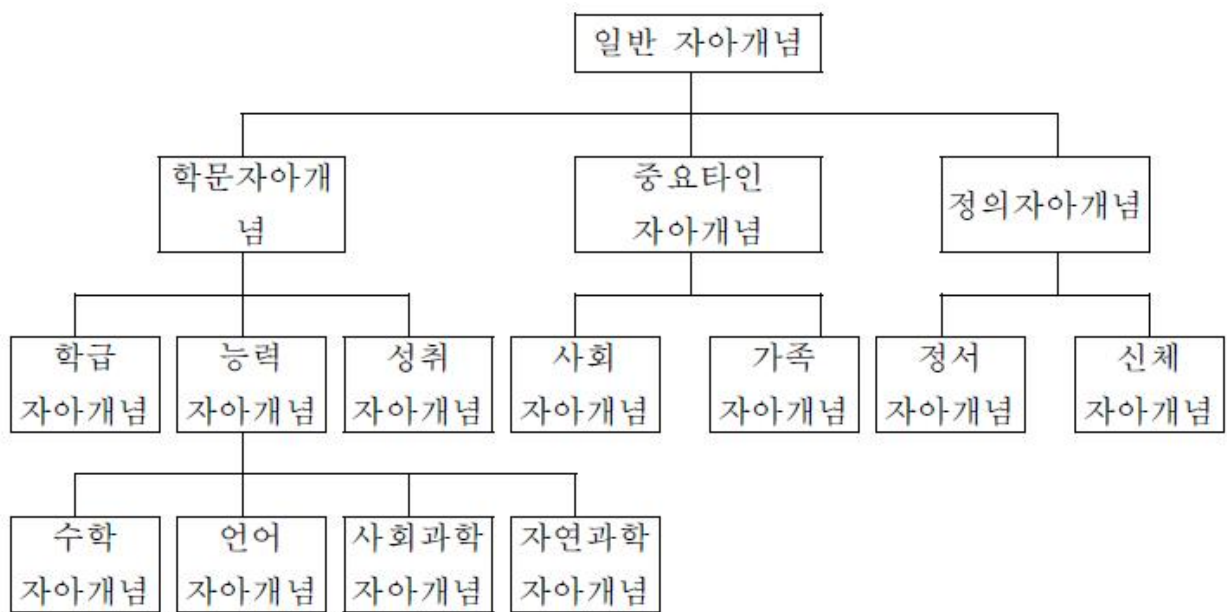 일반 자아개념
학문자아개
념
중요타인
자아개념
정의자아개념
학급
자아개념
능력
자아개념
성취
자아개념
사회
자아개념
가족
자아개념
정서
자아개념
신체
자아개념
수학
자아개념
언어
자아개념
사회과학
자아개념
자연과학
자아개념